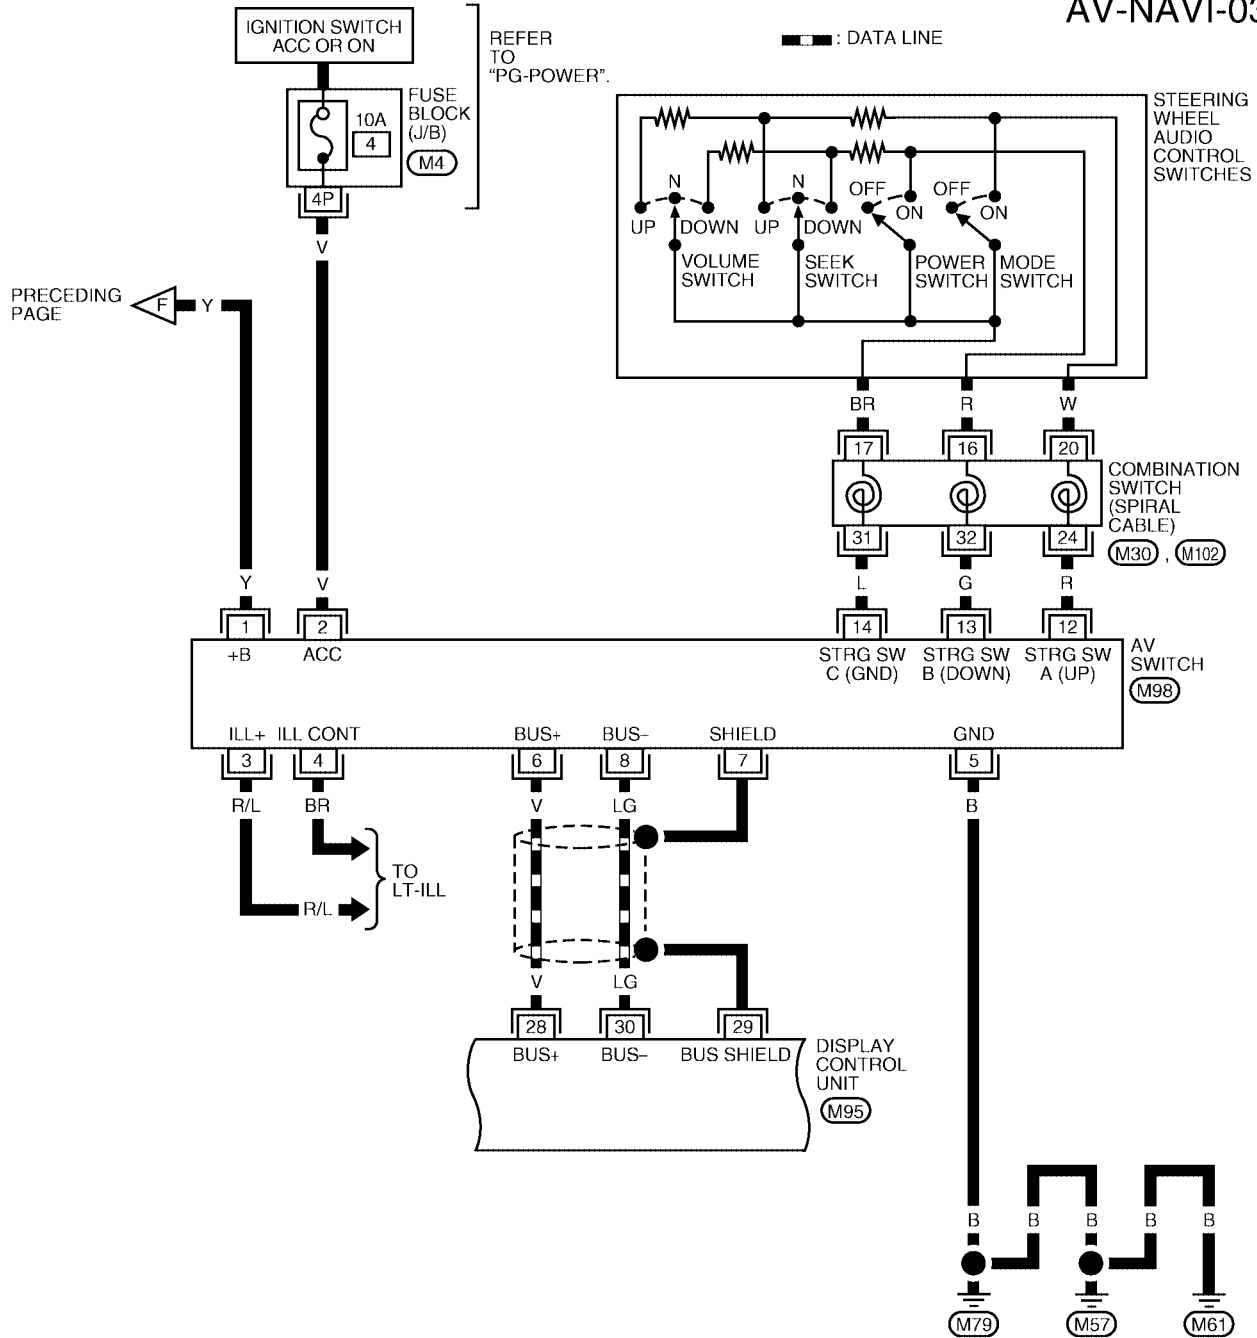 AV-NAVI-03
IGNITION SWITCH
ACC OR ON
REFER
TO
"PG-POWER".
: DATA LINE
FUSE
BLOCK
(J/B)
M4
10A
4
4P
V
STEERING
WHEEL
AUDIO
CONTROL
SWITCHES
N
N
OFF
OFF
UP
DOWN
UP
DOWN
ON
ON
VOLUME
SWITCH
SEEK
SWITCH
POWER
SWITCH
MODE
SWITCH
PRECEDING
PAGE
F
Y
BR
R
W
17
16
20
COMBINATION
SWITCH
(SPIRAL
CABLE)
M30 , M102
31
32
24
Y
V
L
G
R
1
2
14
13
12
+B
ACC
STRG SW
C (GND)
STRG SW
B (DOWN)
STRG SW
A (UP)
AV
SWITCH
M98
ILL+
ILL CONT
BUS+
BUS–
SHIELD
GND
3
4
6
8
7
5
R/L
BR
V
LG
B
TO
LT-ILL
R/L
V
LG
28
30
29
BUS+
BUS–
BUS SHIELD
DISPLAY
CONTROL
UNIT
M95
B
B
B
B
B
M79
M57
M61